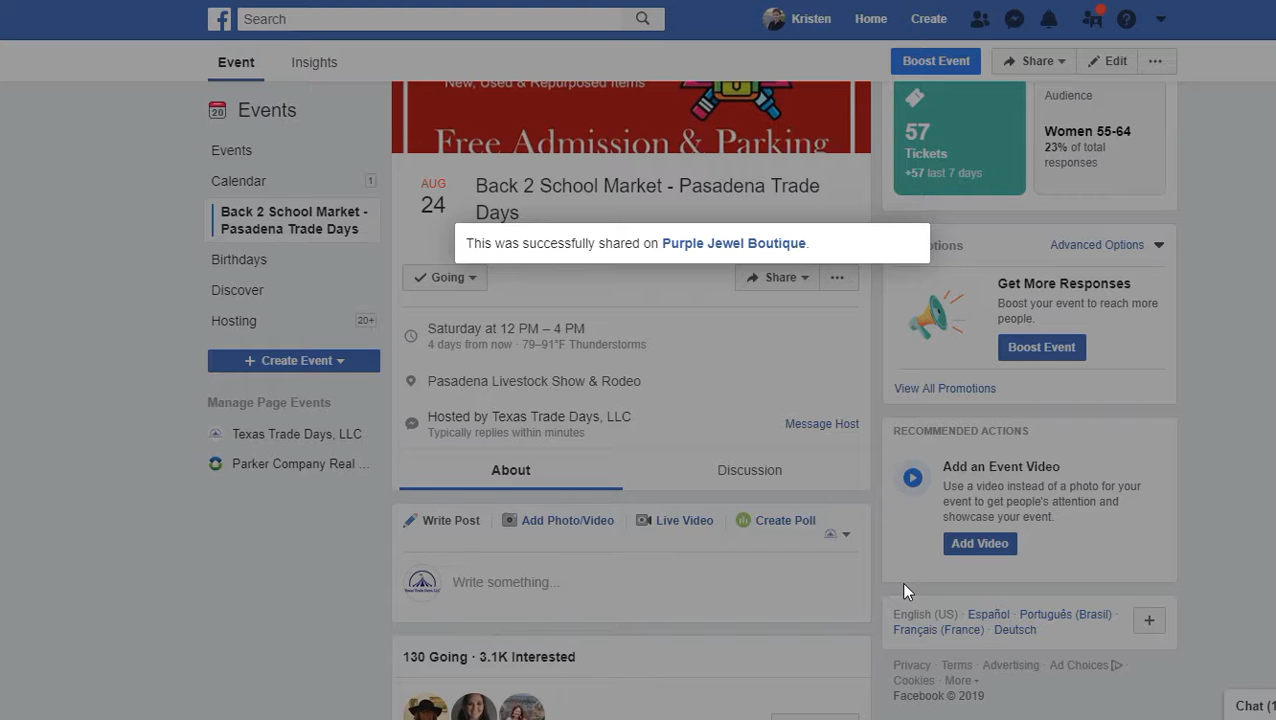 Search
Kristen
Home
Create
Event
Insights
Boost Event
Share
Edit
20
Events
Events
Calendar
1
Back 2 School Market -
Pasadena Trade Days
Birthdays
Discover
Hosting
20+
+ Create Event
Manage Page Events
Texas Trade Days, LLC
Parker Company Real ...
New, Used & Repurposed Items
Free Admission & Parking
AUG
24
Back 2 School Market - Pasadena Trade
Days
This was successfully shared on Purple Jewel Boutique.
Going
Share
Saturday at 12 PM – 4 PM
4 days from now · 79–91°F Thunderstorms
Pasadena Livestock Show & Rodeo
Hosted by Texas Trade Days, LLC
Typically replies within minutes
Message Host
About
Discussion
Write Post
Add Photo/Video
Live Video
Create Poll
Texas Trade Days, LLC
Write something...
130 Going · 3.1K Interested
57
Tickets
+57 last 7 days
Audience
Women 55-64
23% of total
responses
Advanced Options
Get More Responses
Boost your event to reach more
people.
Boost Event
View All Promotions
RECOMMENDED ACTIONS
Add an Event Video
Use a video instead of a photo for your
event to get people's attention and
showcase your event.
Add Video
English (US) · Español · Português (Brasil) ·
Français (France) · Deutsch
+
Privacy · Terms · Advertising · Ad Choices ·
Cookies · More
Facebook © 2019
Chat (1